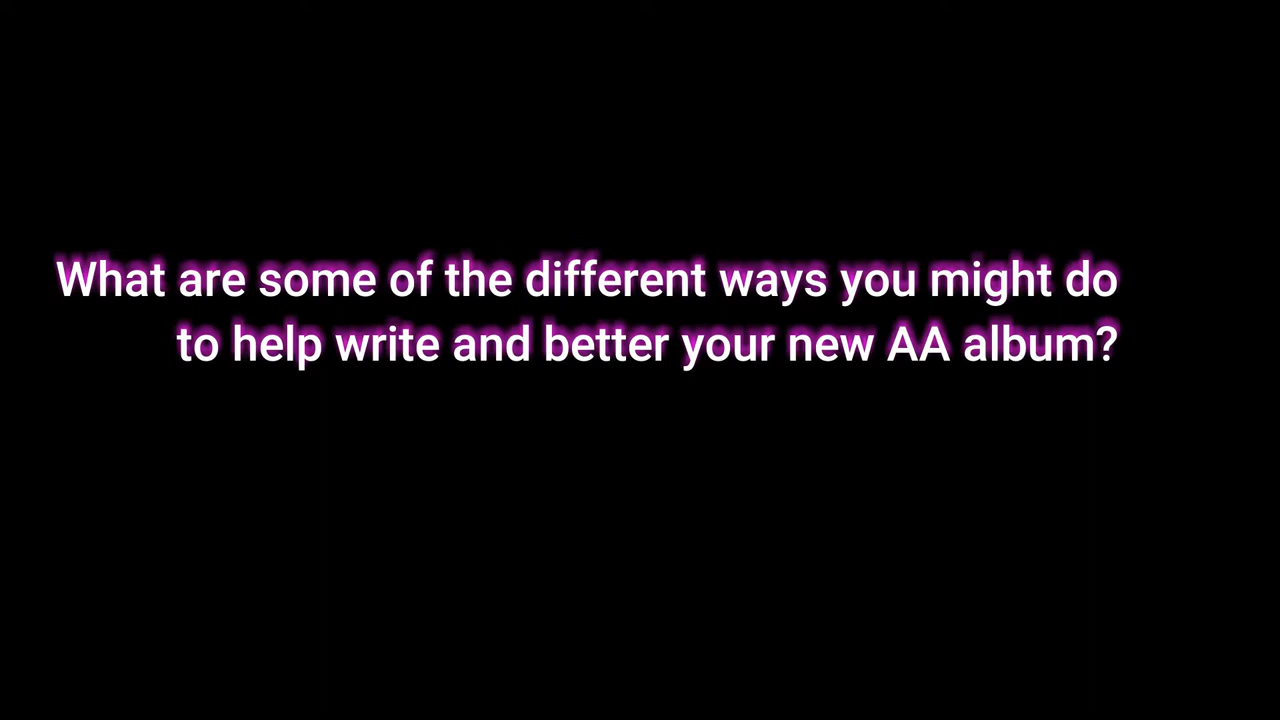 What are some of the different ways you might do
to help write and better your new AA album?